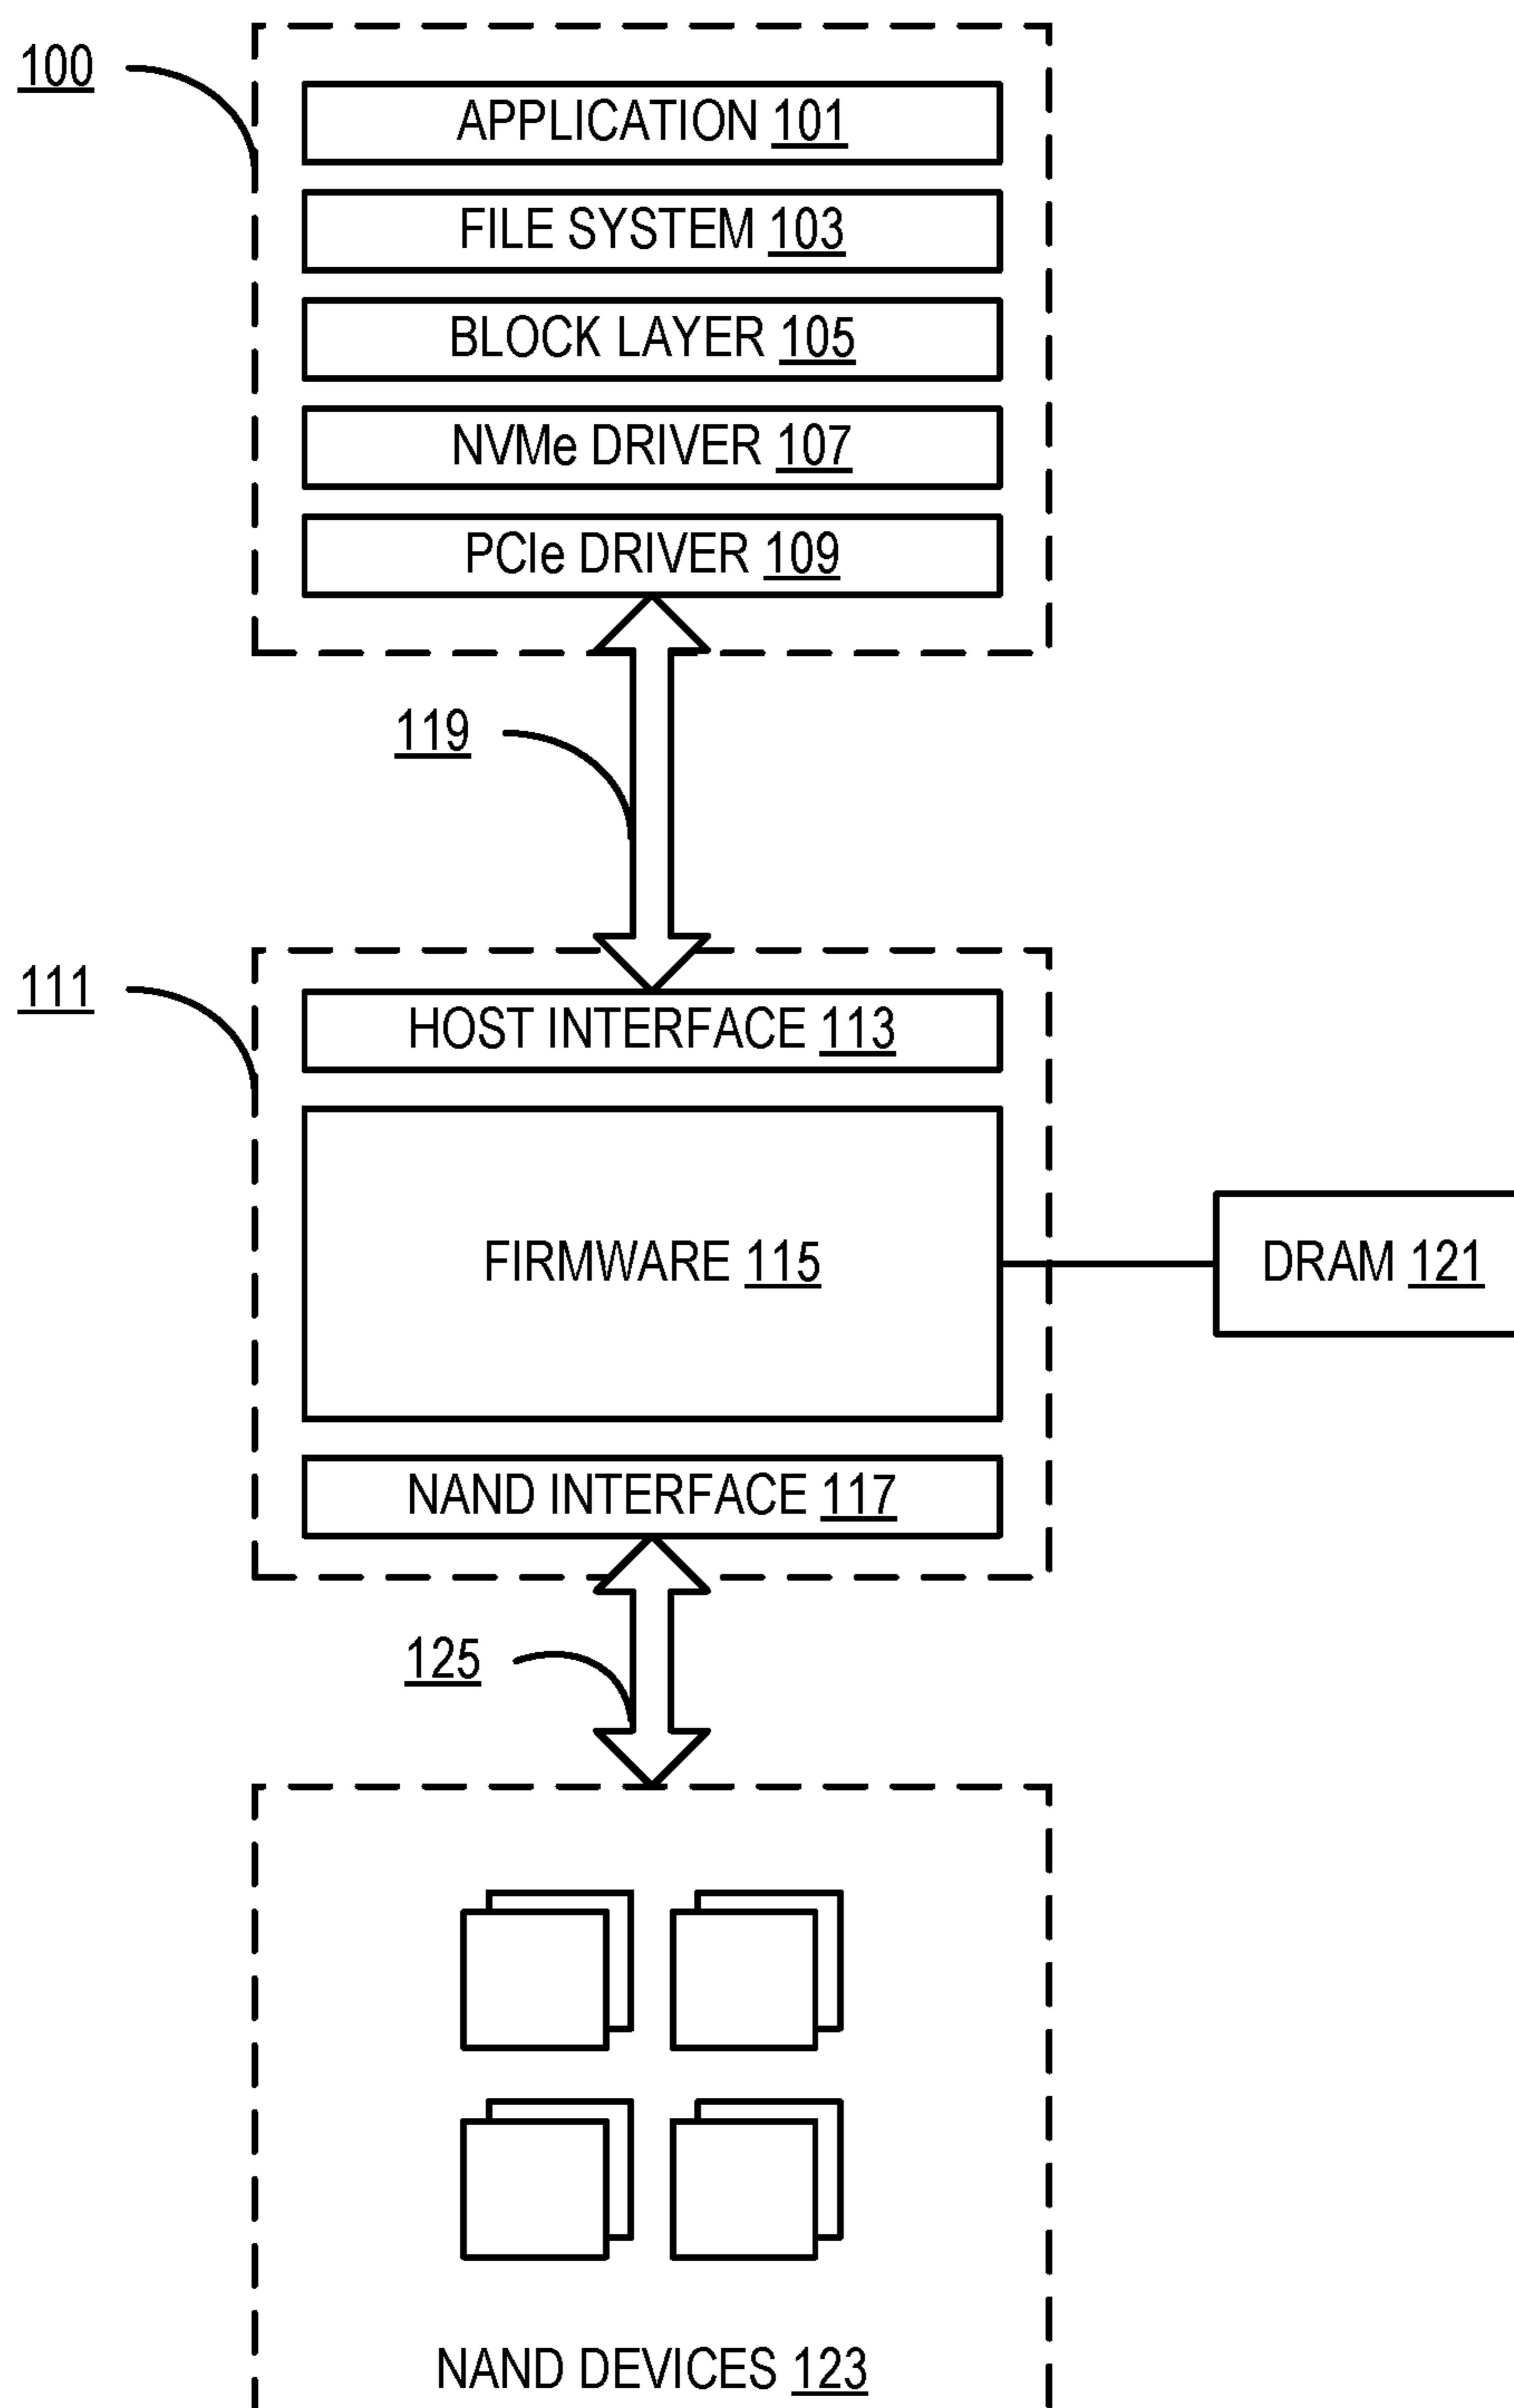 100
APPLICATION 101
FILE SYSTEM 103
BLOCK LAYER 105
NVMe DRIVER 107
PCIe DRIVER 109
119
111
HOST INTERFACE 113
FIRMWARE 115
DRAM 121
NAND INTERFACE 117
125
NAND DEVICES 123